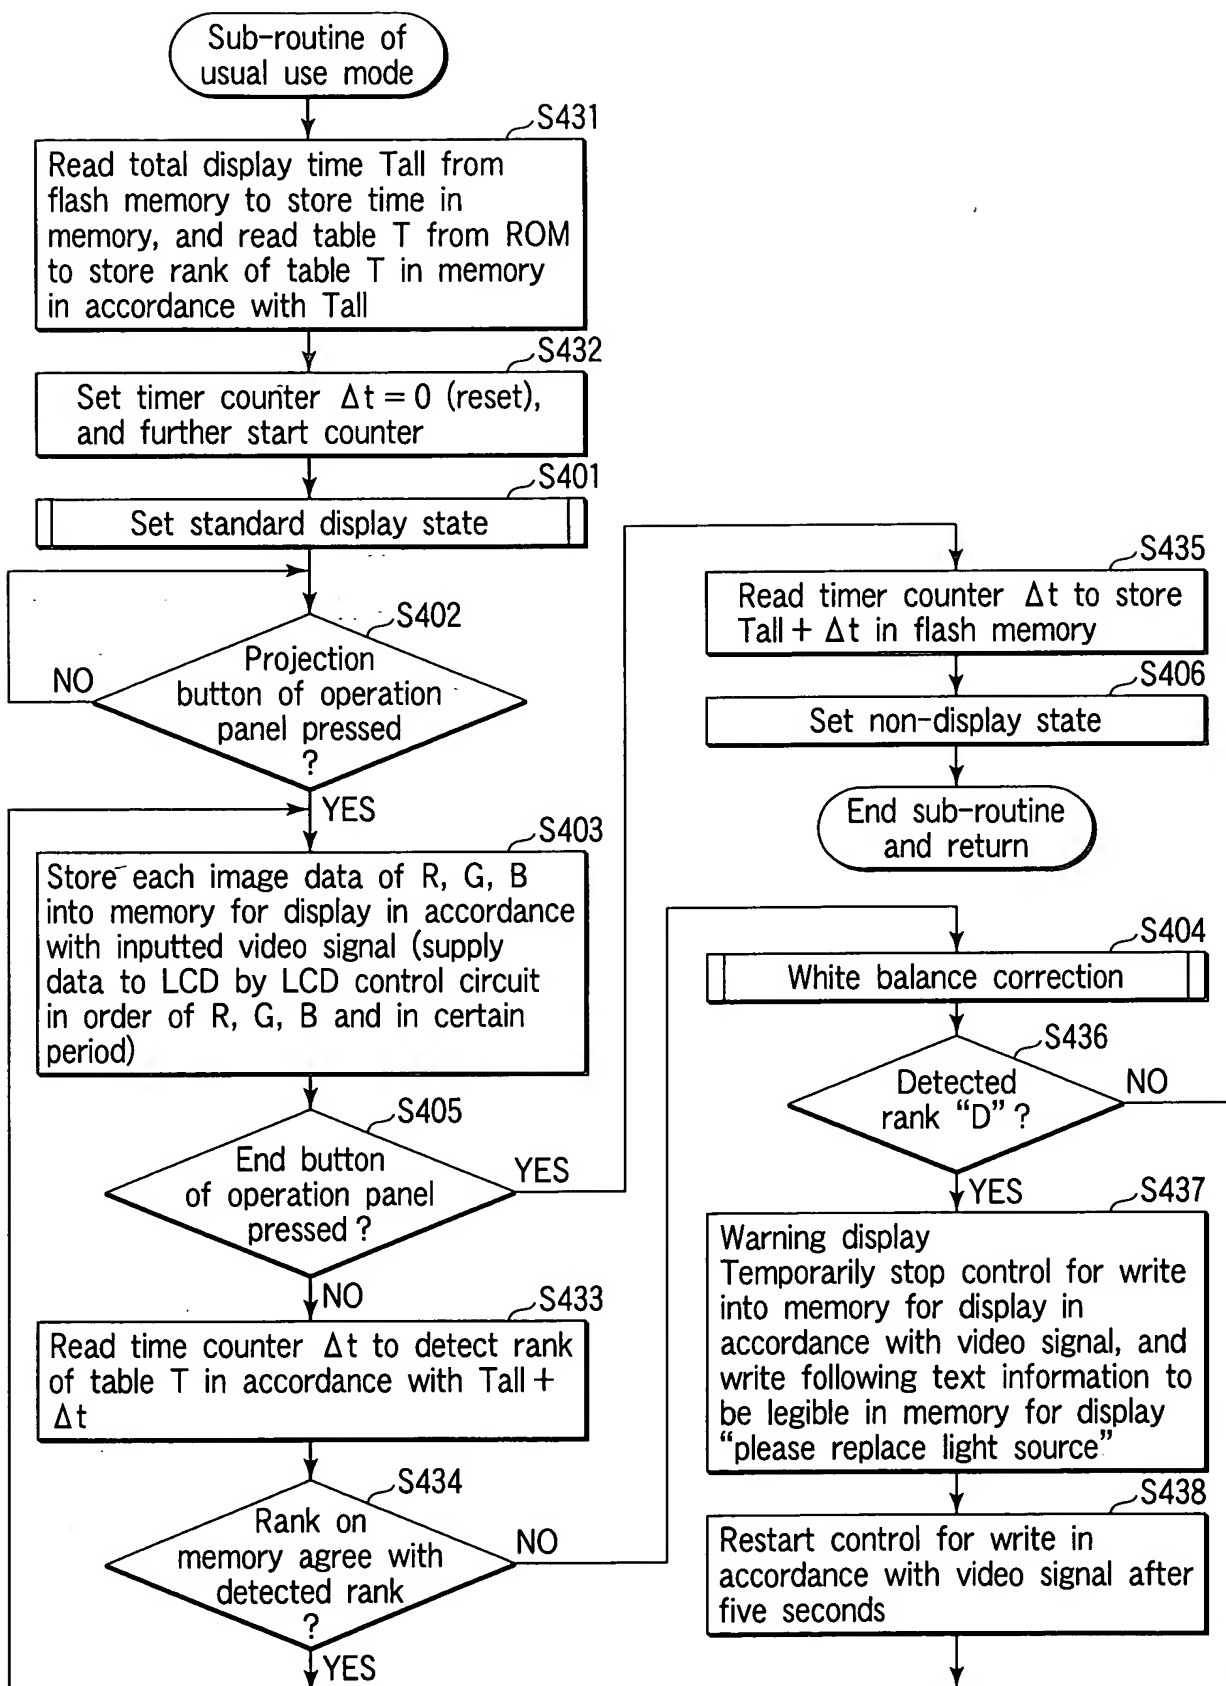 Sub-routine of
usual use mode
S431
Read total display time Tall from
flash memory to store time in
memory, and read table T from ROM
to store rank of table T in memory
in accordance with Tall
S432
Set timer counter Δt = 0 (reset),
and further start counter
S401
Set standard display state
S402
Projection
button of operation
panel pressed
?
NO
YES
S403
Store each image data of R, G, B
into memory for display in accordance
with inputted video signal (supply
data to LCD by LCD control circuit
in order of R, G, B and in certain
period)
S405
End button
of operation panel
pressed ?
YES
NO
S433
Read time counter Δt to detect rank
of table T in accordance with Tall +
Δt
S434
Rank on
memory agree with
detected rank
?
NO
YES
S435
Read timer counter Δt to store
Tall + Δt in flash memory
S406
Set non-display state
End sub-routine
and return
S404
White balance correction
S436
Detected
rank “D” ?
NO
YES
S437
Warning display
Temporarily stop control for write
into memory for display in
accordance with video signal, and
write following text information to
be legible in memory for display
“please replace light source”
S438
Restart control for write in
accordance with video signal after
five seconds